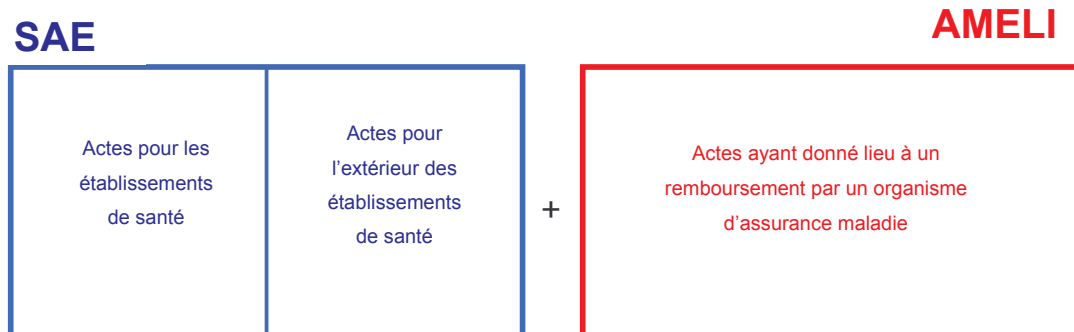 SAE
AMELI
Actes pour les
établissements
de santé
Actes pour
l’extérieur des
établissements
de santé
+
Actes ayant donné lieu à un
remboursement par un organisme
d’assurance maladie